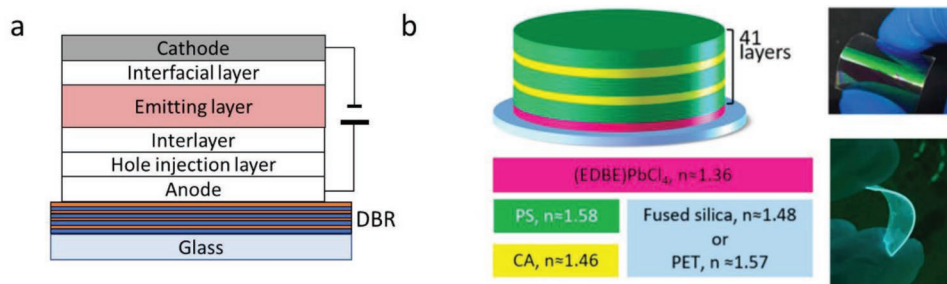 a
Cathode
Interfacial layer
Emitting layer
Interlayer
Hole injection layer
Anode
DBR
Glass
b
41
layers
(EDBE)PbCl4, n≈1.36
PS, n≈1.58
CA, n≈1.46
Fused silica, n≈1.48
or
PET, n ≈1.57